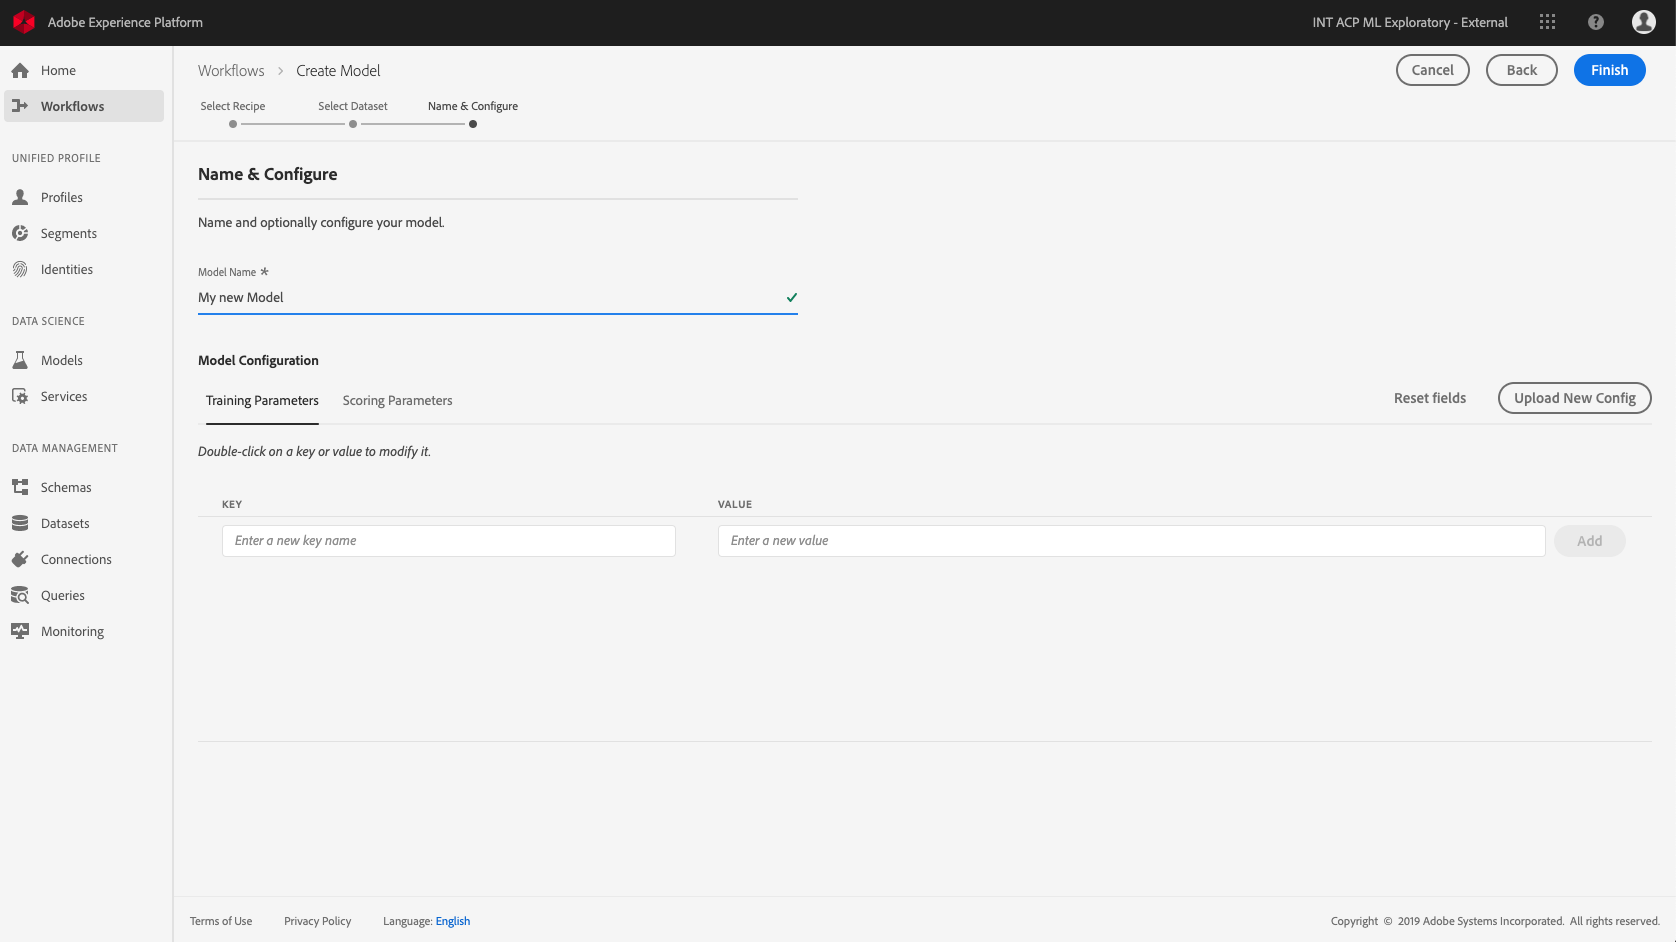 Adobe Experience Platform
INT ACP ML Exploratory - External
?
Home
Workflows
UNIFIED PROFILE
Profiles
Segments
Identities
DATA SCIENCE
Models
Services
DATA MANAGEMENT
Schemas
Datasets
Connections
Queries
Monitoring
Workflows > Create Model
Cancel
Back
Finish
Select Recipe
Select Dataset
Name & Configure
Name & Configure
Name and optionally configure your model.
Model Name *
My new Model
Model Configuration
Training Parameters
Scoring Parameters
Reset fields
Upload New Config
Double-click on a key or value to modify it.
KEY
VALUE
Enter a new key name
Enter a new value
Add
Terms of Use
Privacy Policy
Language: English
Copyright © 2019 Adobe Systems Incorporated. All rights reserved.